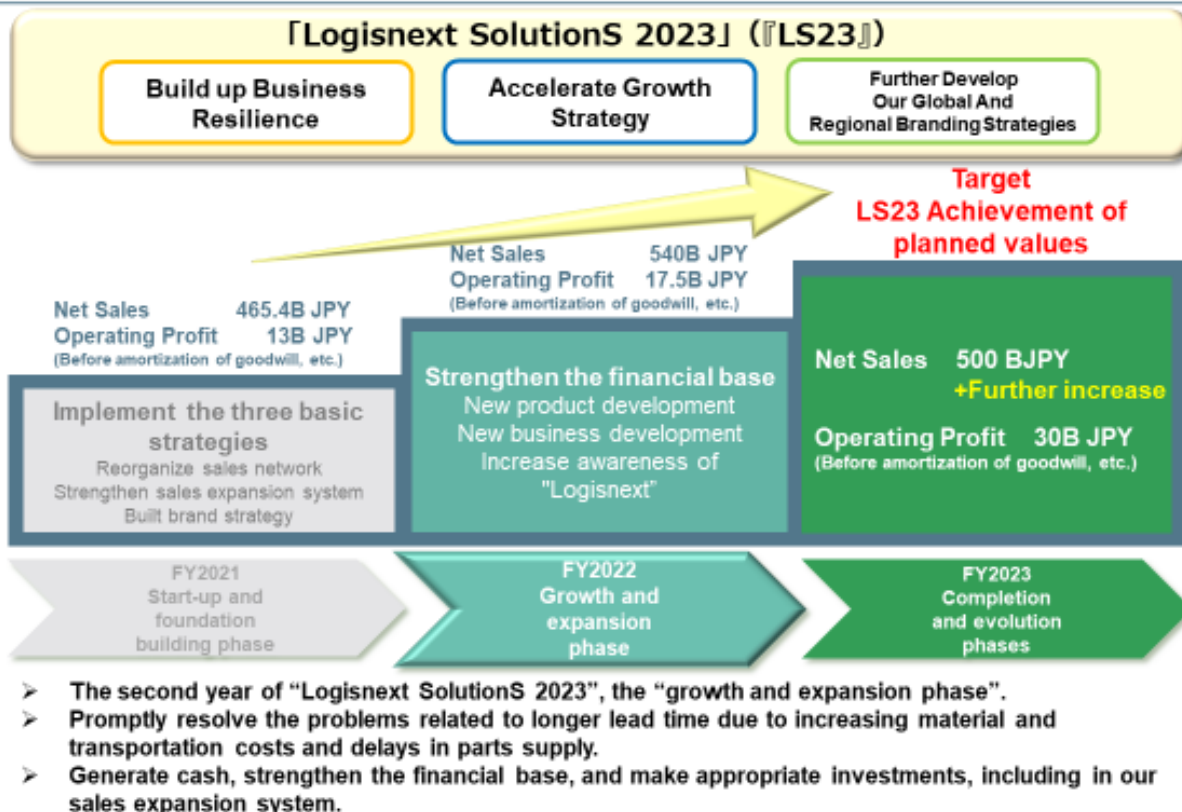 「Logisnext SolutionS 2023」(『LS23』)
Build up Business
Resilience
Accelerate Growth
Strategy
Further Develop
Our Global And
Regional Branding Strategies
Target
LS23 Achievement of
planned values
Net Sales 465.4B JPY
Operating Profit 13B JPY
(Before amortization of goodwill, etc.)
Net Sales 540B JPY
Operating Profit 17.5B JPY
(Before amortization of goodwill, etc.)
Net Sales 500 BJPY
+Further increase
Operating Profit 30B JPY
(Before amortization of goodwill, etc.)
Implement the three basic
strategies
Reorganize sales network
Strengthen sales expansion system
Built brand strategy
Strengthen the financial base
New product development
New business development
Increase awareness of
"Logisnext”
FY2021
Start-up and
foundation
building phase
FY2022
Growth and
expansion
phase
FY2023
Completion
and evolution
phases
➢ The second year of “Logisnext SolutionS 2023”, the “growth and expansion phase”.
➢ Promptly resolve the problems related to longer lead time due to increasing material and
transportation costs and delays in parts supply.
➢ Generate cash, strengthen the financial base, and make appropriate investments, including in our
sales expansion system.